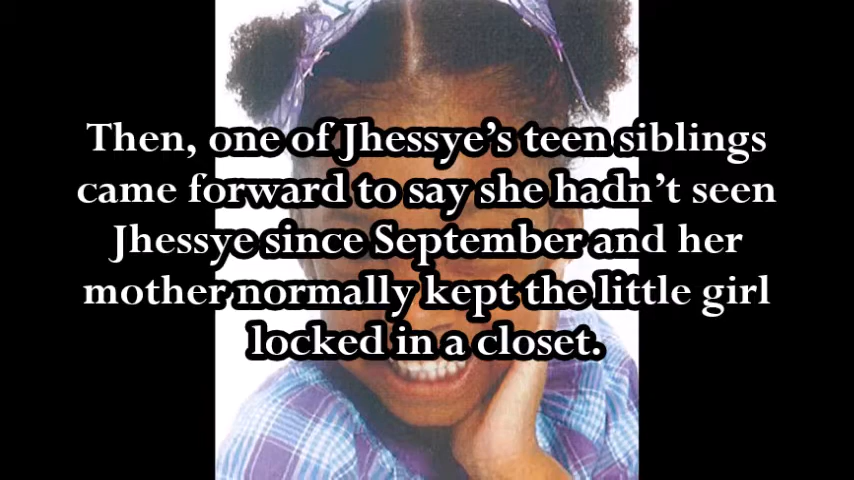 Then, one of Jhessye’s teen siblings
came forward to say she hadn’t seen
Jhessye since September and her
mother normally kept the little girl
locked in a closet.